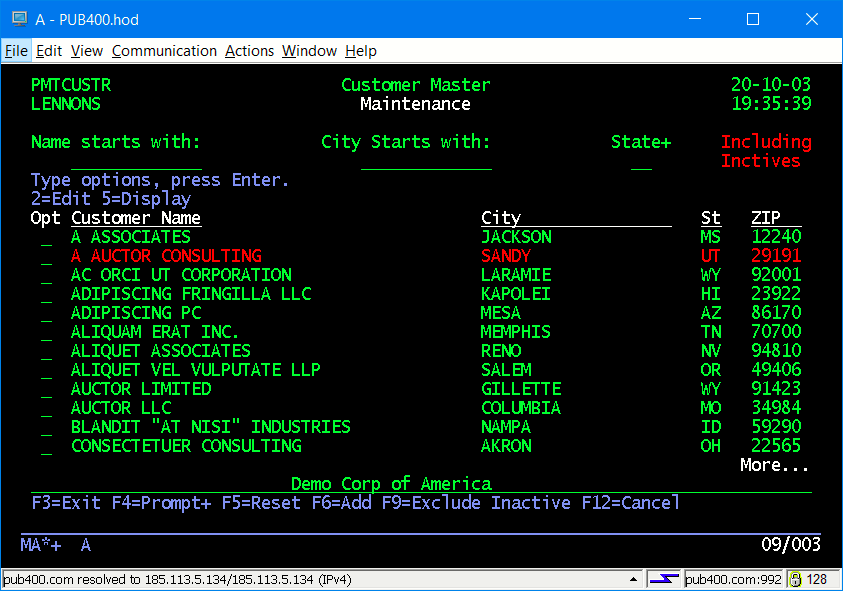 A - PUB400.hod
File Edit View Communication Actions Window Help
PMTCUSTR Customer Master 20-10-03
LENNONS Maintenance 19:35:39
Name starts with: City Starts with: State+ Including
Inctives
Type options, press Enter.
2=Edit 5=Display
Opt Customer Name City St ZIP
A ASSOCIATES JACKSON MS 12240
A AUCTOR CONSULTING SANDY UT 29191
AC ORCI UT CORPORATION LARAMIE WY 92001
ADIPISCING FRINGILLA LLC KAPOLEI HI 23922
ADIPISCING PC MESA AZ 86170
ALIQUAM ERAT INC. MEMPHIS TN 70700
ALIQUET ASSOCIATES RENO NV 94810
ALIQUET VEL VULPUTATE LLP SALEM OR 49406
AUCTOR LIMITED GILLETTE WY 91423
AUCTOR LLC COLUMBIA MO 34984
BLANDIT "AT NISI" INDUSTRIES NAMPA ID 59290
CONSECTETUER CONSULTING AKRON OH 22565
More...
Demo Corp of America
F3=Exit F4=Prompt+ F5=Reset F6=Add F9=Exclude Inactive F12=Cancel
MA*+ A 09/003
pub400.com resolved to 185.113.5.134/185.113.5.134 (IPv4) pub400.com:992 128